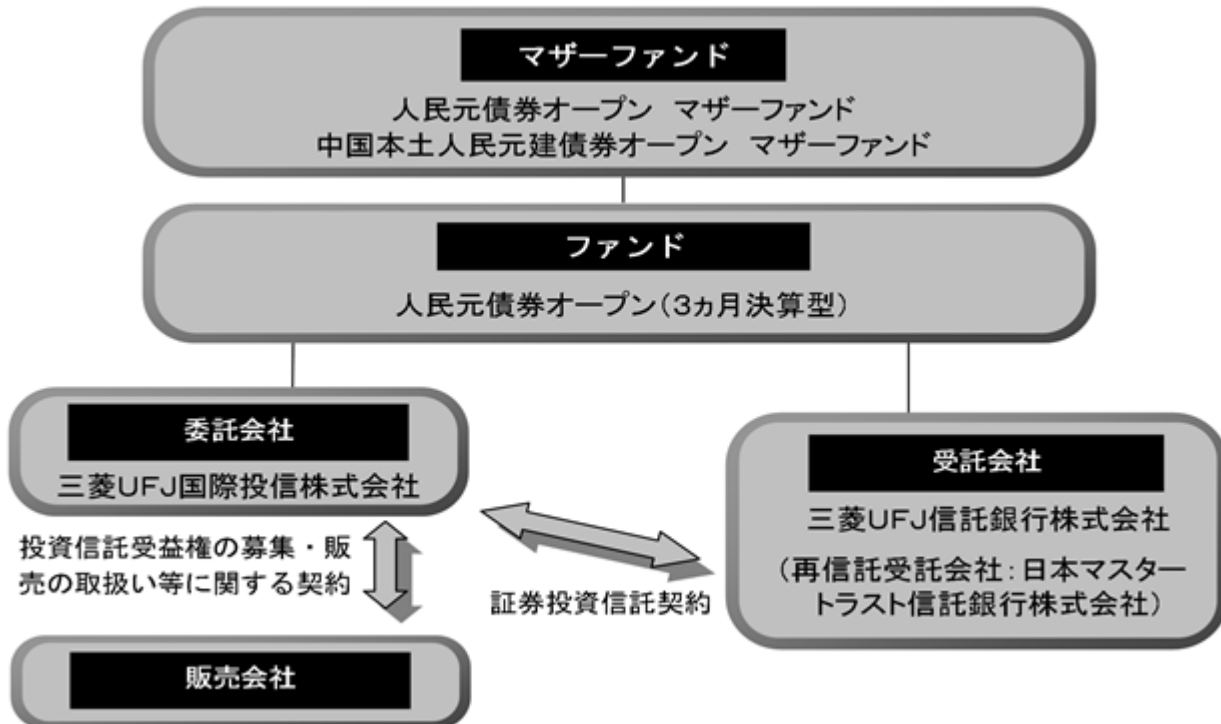 マザーファンド
人民元債券オープン　マザーファンド
中国本土人民元建債券オープン　マザーファンド
ファンド
人民元債券オープン（３ヵ月決算型）
委託会社
三菱ＵＦＪ国際投信株式会社
投資信託受益権の募集・販
売の取扱い等に関する契約
証券投資信託契約
受託会社
三菱ＵＦＪ信託銀行株式会社
（再信託受託会社：日本マスター
トラスト信託銀行株式会社）
販売会社